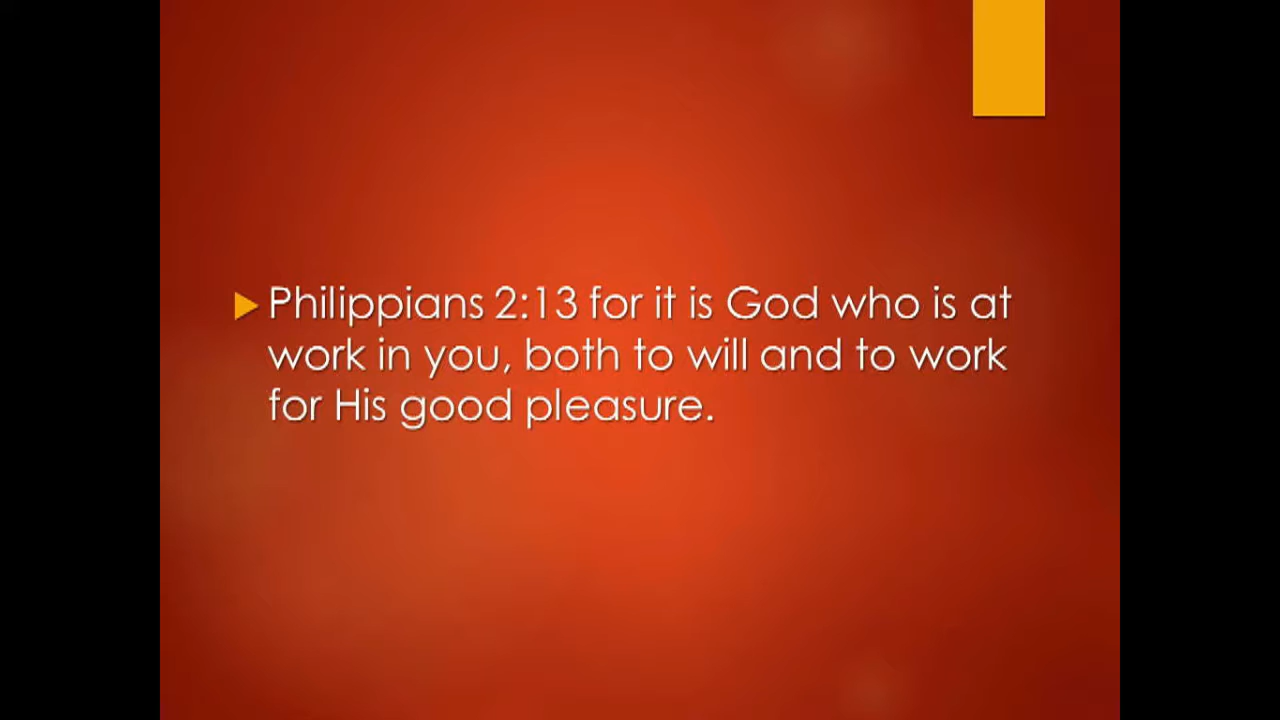 Philippians 2:13 for it is God who is at
work in you, both to will and to work
for His good pleasure.